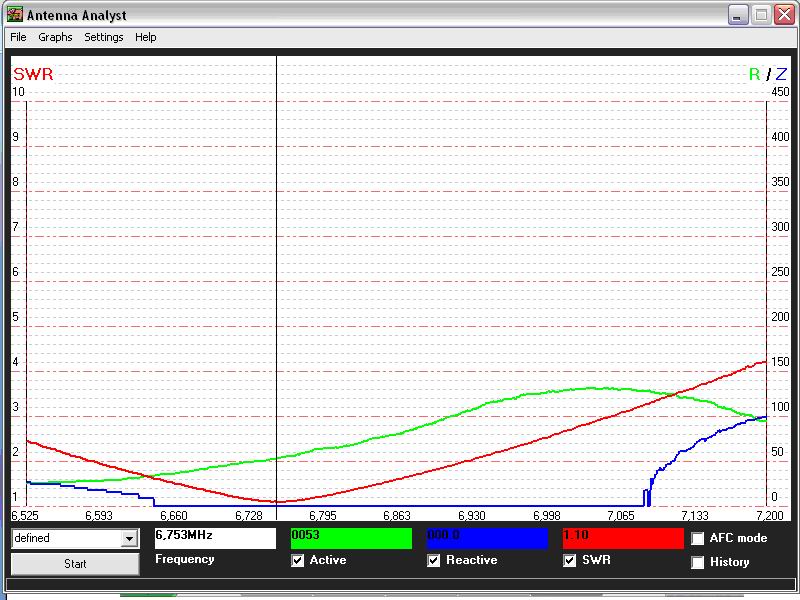 Antenna Analyst
File Graphs Settings Help
SWR R / Z
10 450
9 400
8 350
7 300
6 250
5 200
4 150
3 100
2 50
1 0
6,525 6,593 6,660 6,728 6,795 6,863 6,930 6,998 7,065 7,133 7,200
defined 6,753MHz 0053 000.0 1.10 AFC mode
Start Frequency Active Reactive SWR History